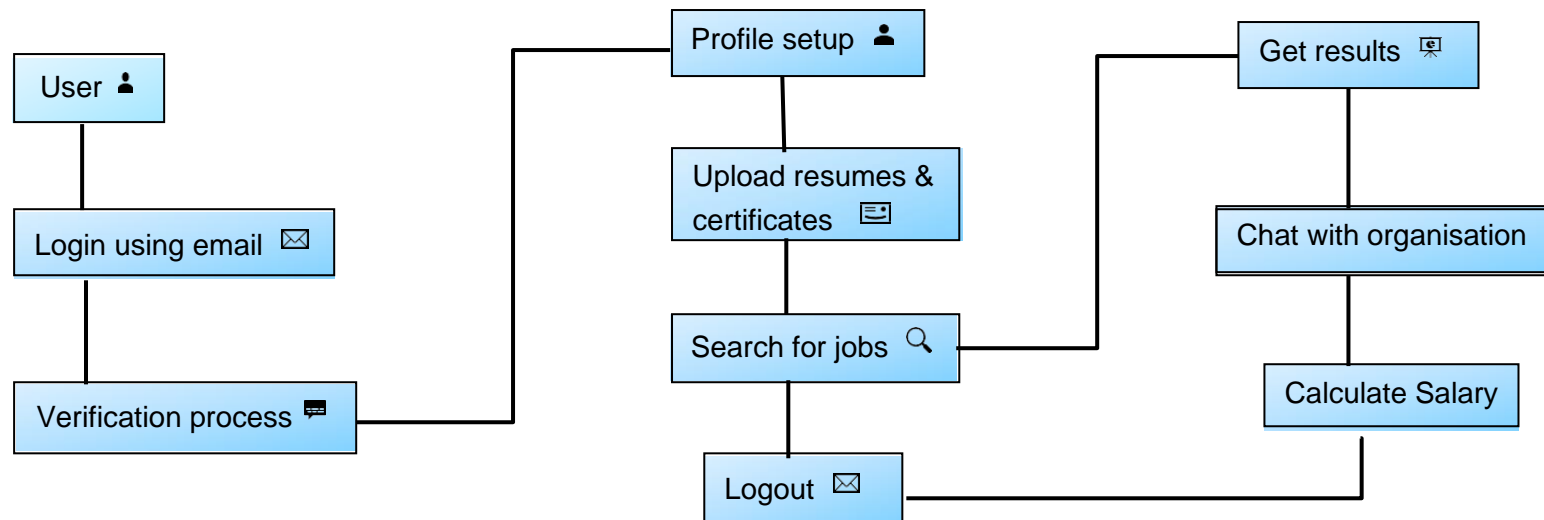 User
Login using email
Verification process
Profile setup
Upload resumes &
certificates
Search for jobs
Logout
Get results
Chat with organisation
Calculate Salary